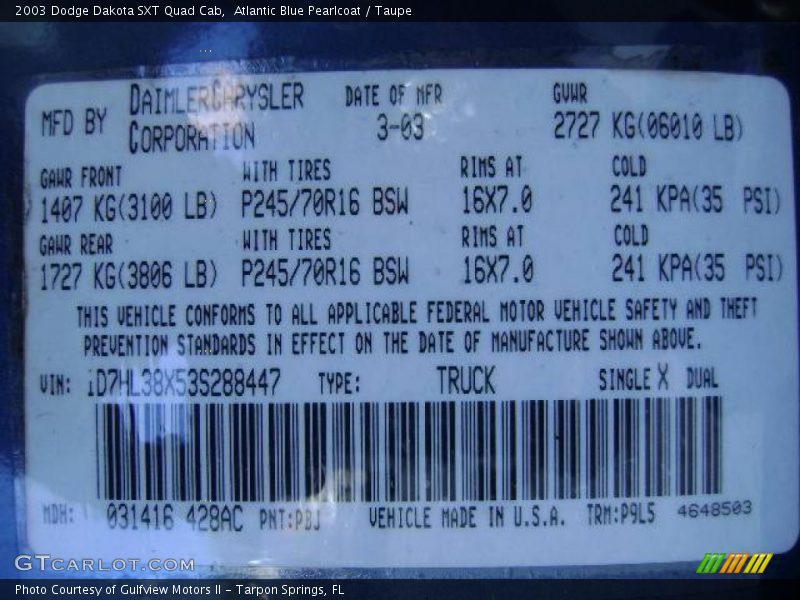 2003 Dodge Dakota SXT Quad Cab,  Atlantic Blue Pearlcoat / Taupe
MFD BY DAIMLERCHRYSLER CORPORATION DATE OF MFR 3-03 GVWR 2727 KG(06010 LB)
GAWR FRONT WITH TIRES RIMS AT COLD
1407 KG(3100 LB) P245/70R16 BSW 16X7.0 241 KPA(35 PSI)
GAWR REAR WITH TIRES RIMS AT COLD
1727 KG(3806 LB) P245/70R16 BSW 16X7.0 241 KPA(35 PSI)
THIS VEHICLE CONFORMS TO ALL APPLICABLE FEDERAL MOTOR VEHICLE SAFETY AND THEFT
PREVENTION STANDARDS IN EFFECT ON THE DATE OF MANUFACTURE SHOWN ABOVE.
VIN: 1D7HL38X53S288447 TYPE: TRUCK SINGLE X DUAL
MDH: 031416 428AC PNT:PBJ VEHICLE MADE IN U.S.A. TRM:P9L5 4648503
GTCARLOT.COM
Photo Courtesy of Gulfview Motors II – Tarpon Springs, FL